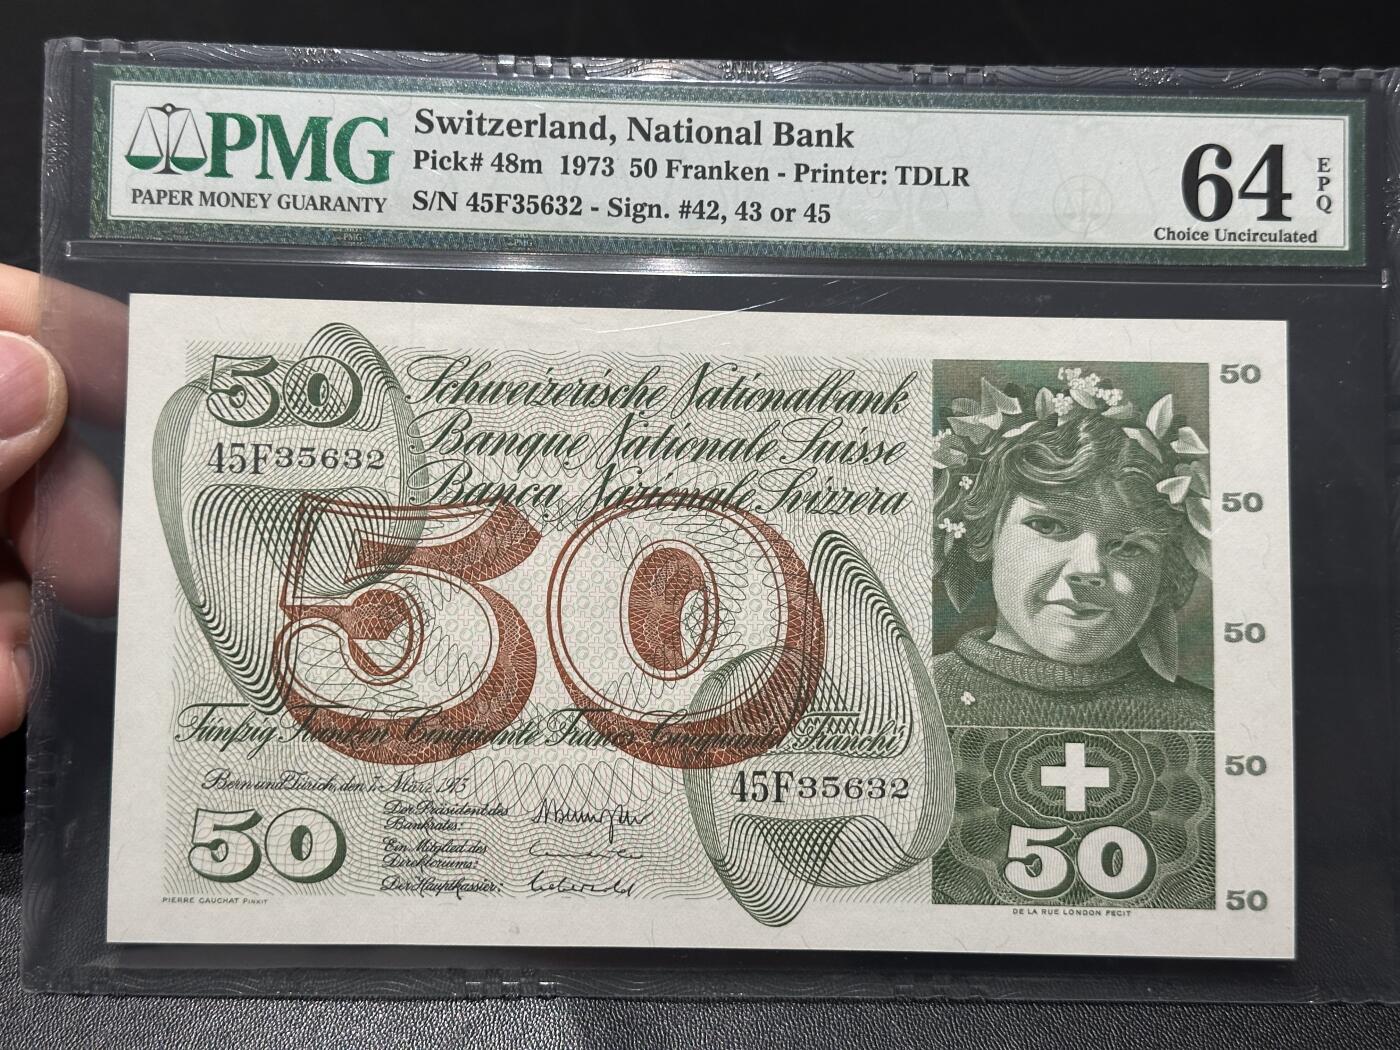 PMG
PAPER MONEY GUARANTY
Switzerland, National Bank
Pick# 48m 1973 50 Franken - Printer: TDLR
S/N 45F35632 - Sign. #42, 43 or 45
64
EPQ
Choice Uncirculated
50
45F35632
Schweizerische Nationalbank
Banque Nationale Suisse
Banca Nazionale Svizzera
50
Fünfzig Franken Cinquante Francs Cinquanta Franchi
Bern und Zürich, den 7. März 1973
Der Präsident des
Bankrates:
Ein Mitglied des
Direktoriums:
Der Hauptkassier:
50
PIERRE GAUCHAT PINXIT
45F35632
50
50
50
50
50
50
DE LA RUE LONDON FECIT